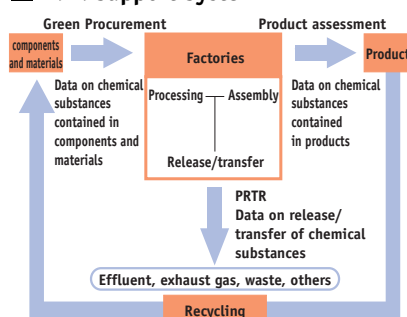 Green Procurement
Product assessment
components
and materials
Factories
Product
Data on chemical
substances
contained in
components and
materials
Processing
Assembly
Release/transfer
Data on chemical
substances
contained
in products
PRTR
Data on release/
transfer of chemical
substances
Effluent, exhaust gas, waste, others
Recycling